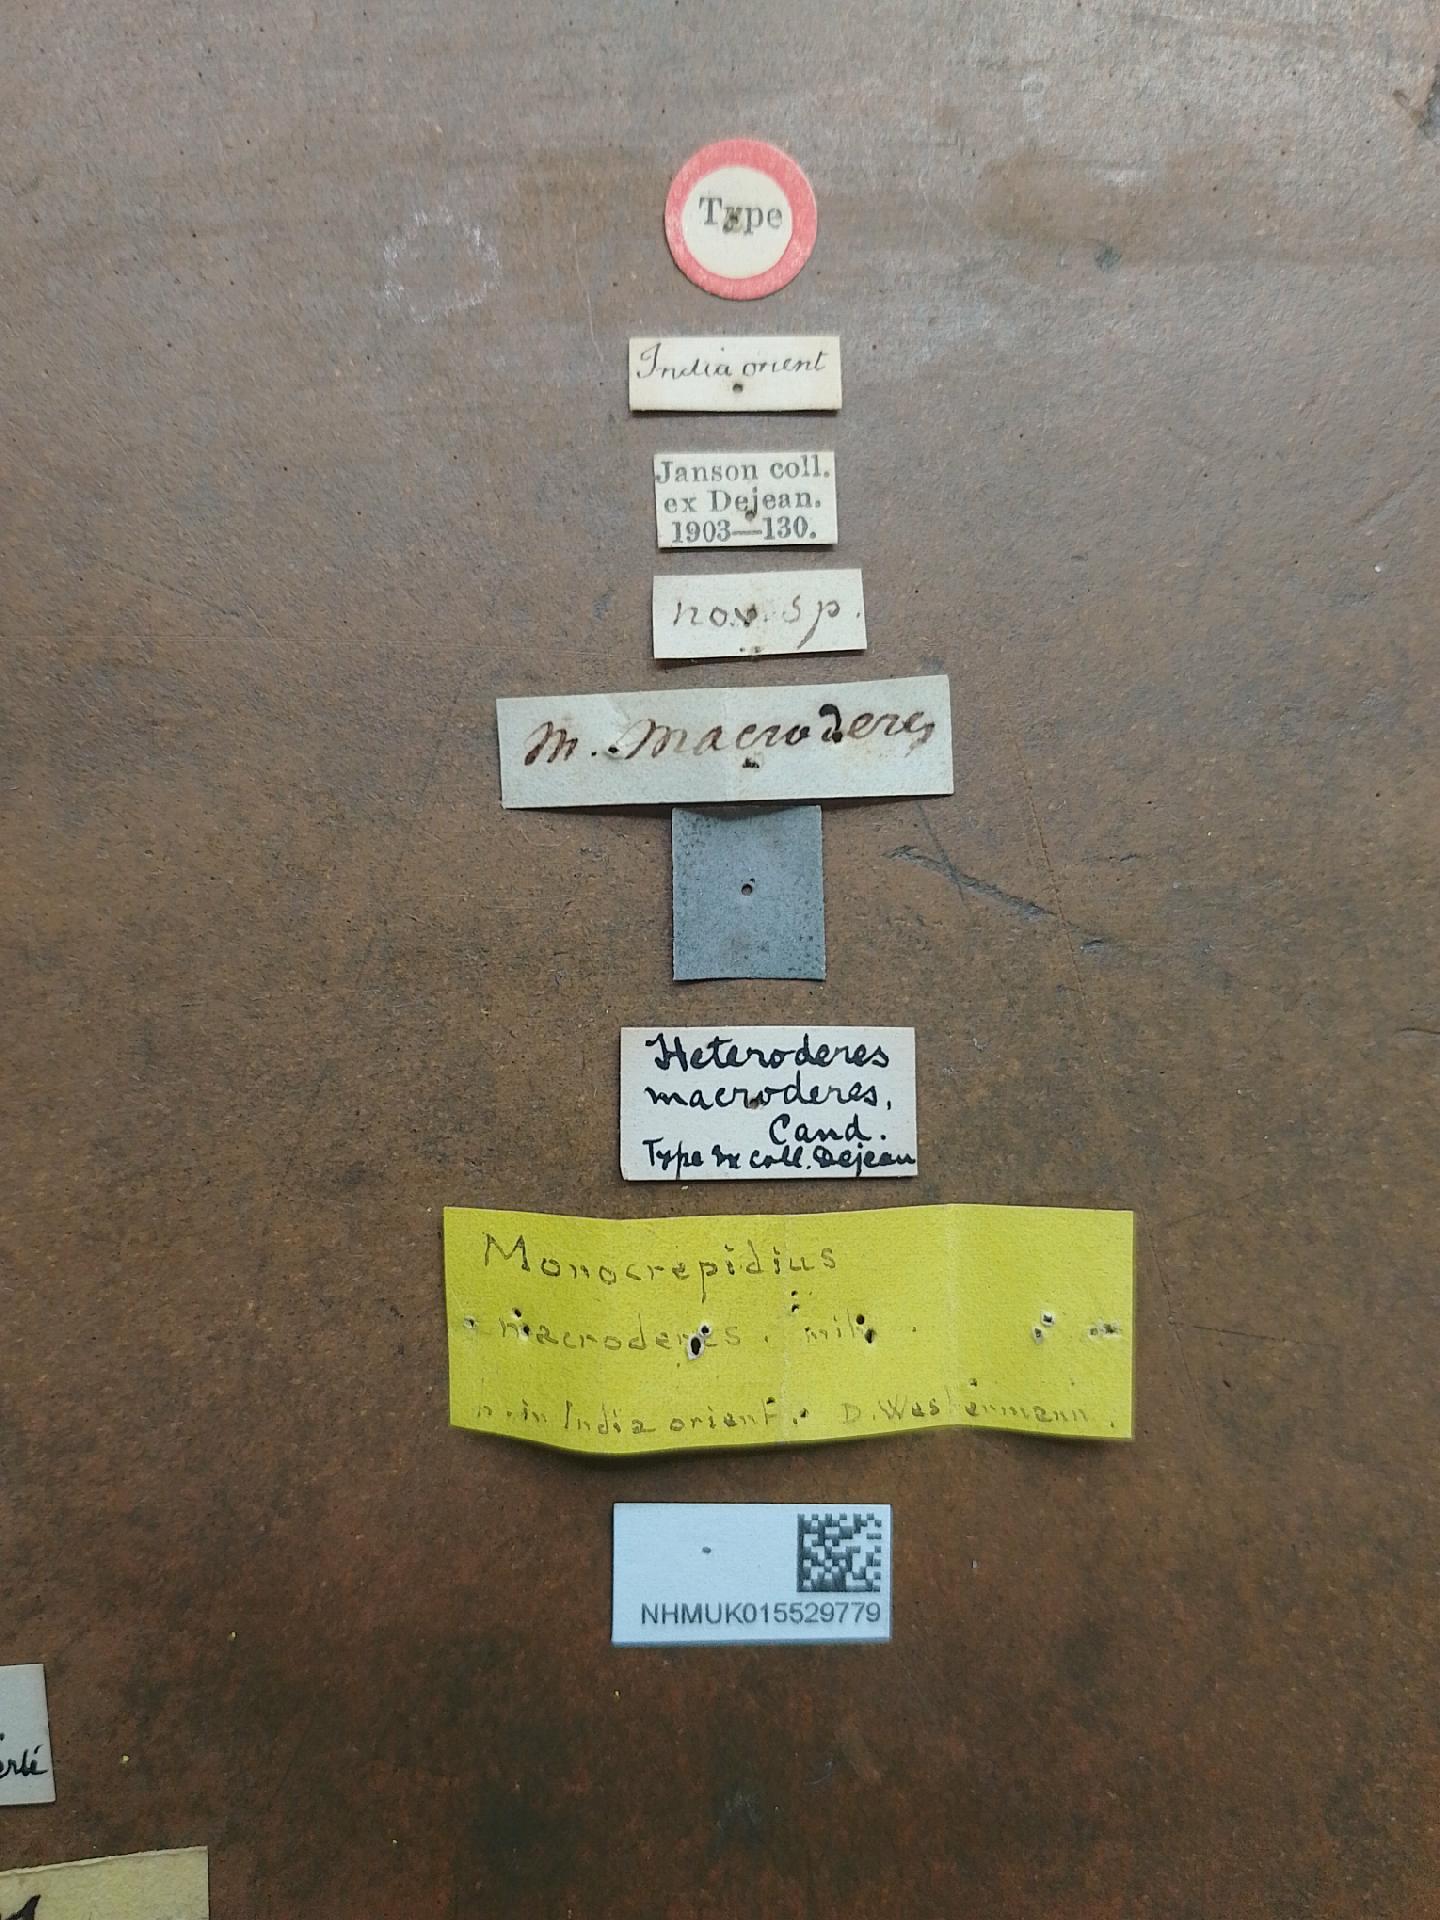 Type
India orient
Janson coll.
ex Dejean.
1903—130.
nov. sp.
M. Macroderes
Heteroderes
macroderes,
Cand.
Type ex coll. Dejean
Monocrepidius
macroderes. mihi.
h. in India orient. D. Westermann.
NHMUK015529779